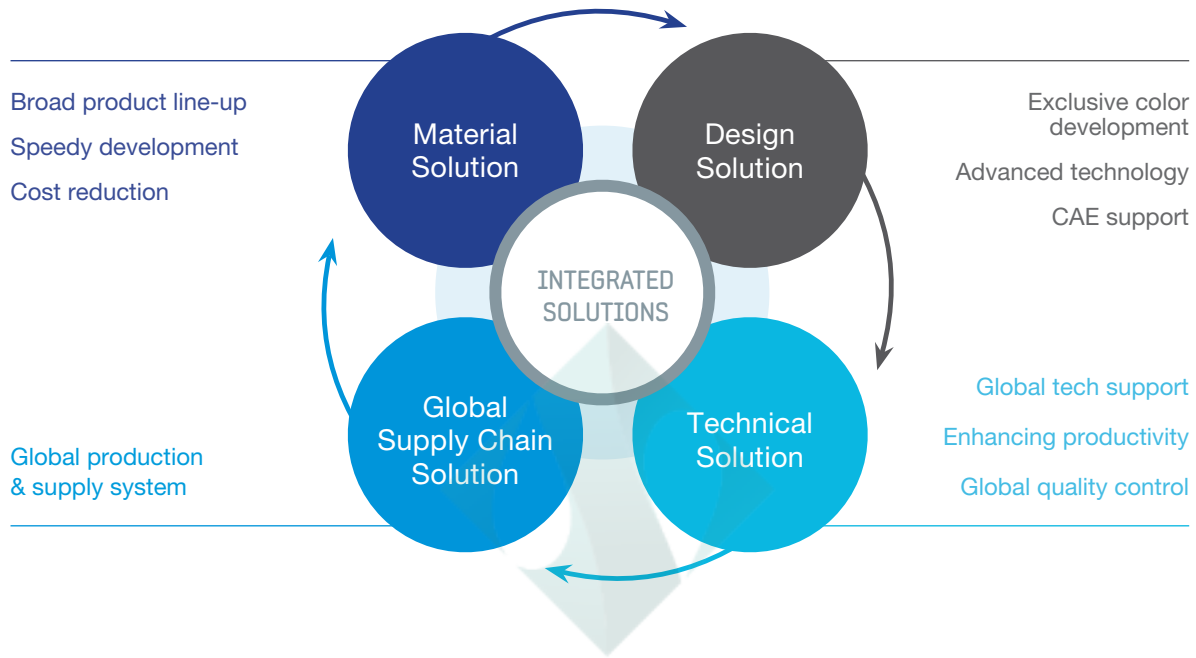 Broad product line-up
Speedy development
Cost reduction
Material
Solution
Design
Solution
Exclusive color
development
Advanced technology
CAE support
INTEGRATED
SOLUTIONS
Global production
& supply system
Global
Supply Chain
Solution
Technical
Solution
Global tech support
Enhancing productivity
Global quality control